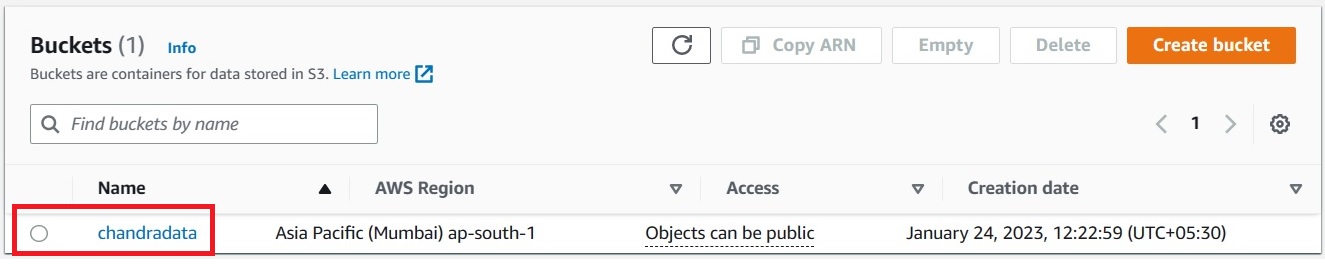 Buckets (1) Info
Copy ARN Empty Delete Create bucket
Buckets are containers for data stored in S3. Learn more
Find buckets by name
1
Name AWS Region Access Creation date
chandradata Asia Pacific (Mumbai) ap-south-1 Objects can be public January 24, 2023, 12:22:59 (UTC+05:30)